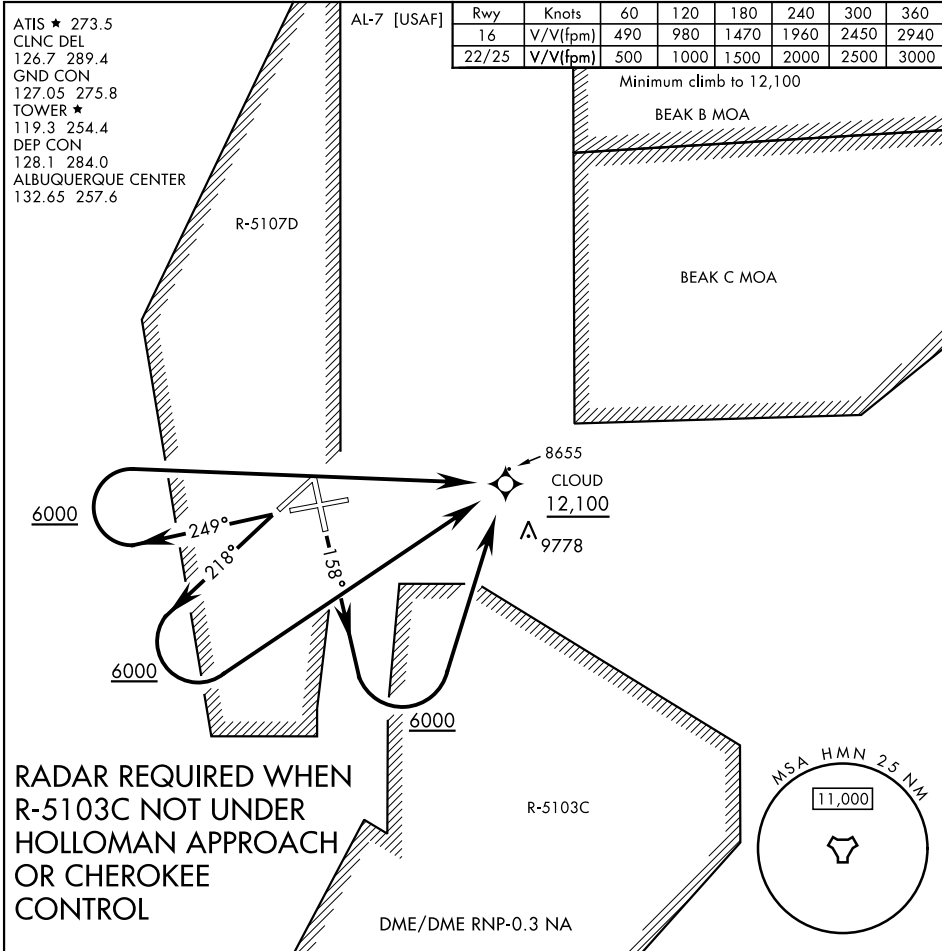 ATIS ★ 273.5
CLNC DEL
126.7 289.4
GND CON
127.05 275.8
TOWER ★
119.3 254.4
DEP CON
128.1 284.0
ALBUQUERQUE CENTER
132.65 257.6
AL-7 [USAF]
Rwy Knots 60 120 180 240 300 360
16 V/V(fpm) 490 980 1470 1960 2450 2940
22/25 V/V(fpm) 500 1000 1500 2000 2500 3000
Minimum climb to 12,100
BEAK B MOA
R-5107D
BEAK C MOA
8655
CLOUD
12,100
9778
6000
249°
218°
158°
6000
6000
RADAR REQUIRED WHEN
R-5103C NOT UNDER
HOLLOMAN APPROACH
OR CHEROKEE
CONTROL
R-5103C
DME/DME RNP-0.3 NA
MSA HMN 25 NM
11,000